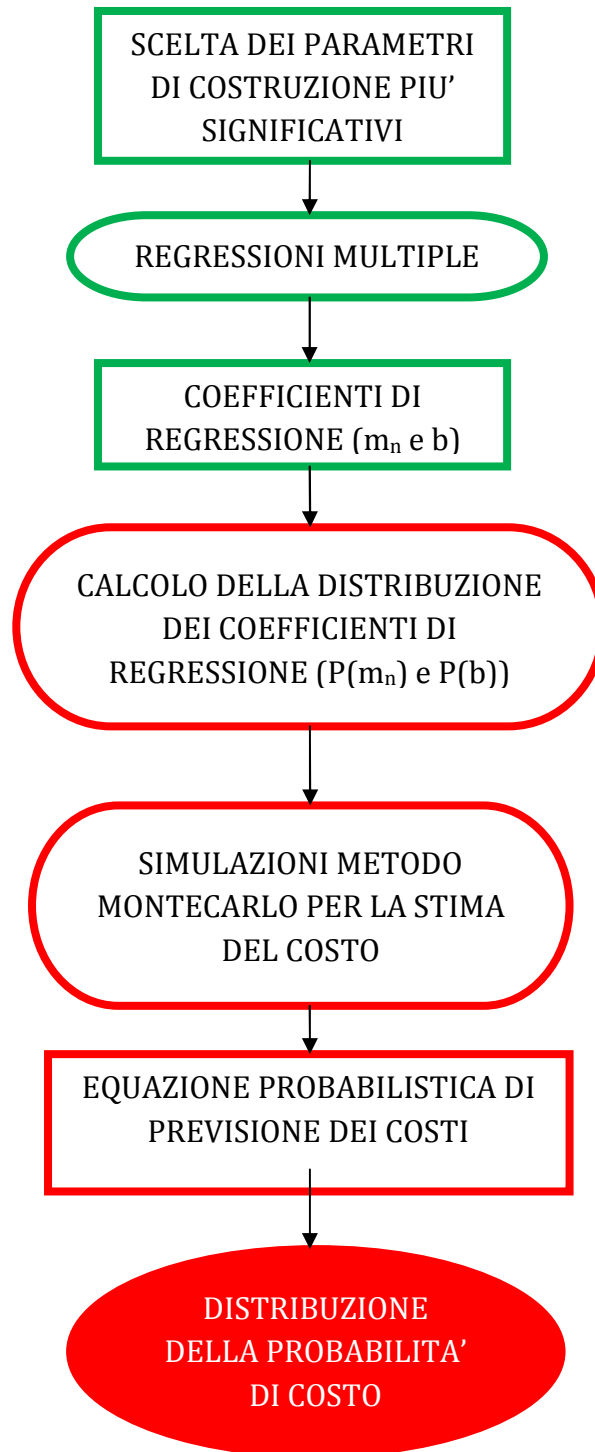 SCELTA DEI PARAMETRI
DI COSTRUZIONE PIU'
SIGNIFICATIVI
REGRESSIONI MULTIPLE
COEFFICIENTI DI
REGRESSIONE (mₙ e b)
CALCOLO DELLA DISTRIBUZIONE
DEI COEFFICIENTI DI
REGRESSIONE (P(mₙ) e P(b))
SIMULAZIONI METODO
MONTECARLO PER LA STIMA
DEL COSTO
EQUAZIONE PROBABILISTICA DI
PREVISIONE DEI COSTI
DISTRIBUZIONE
DELLA PROBABILITA’
DI COSTO